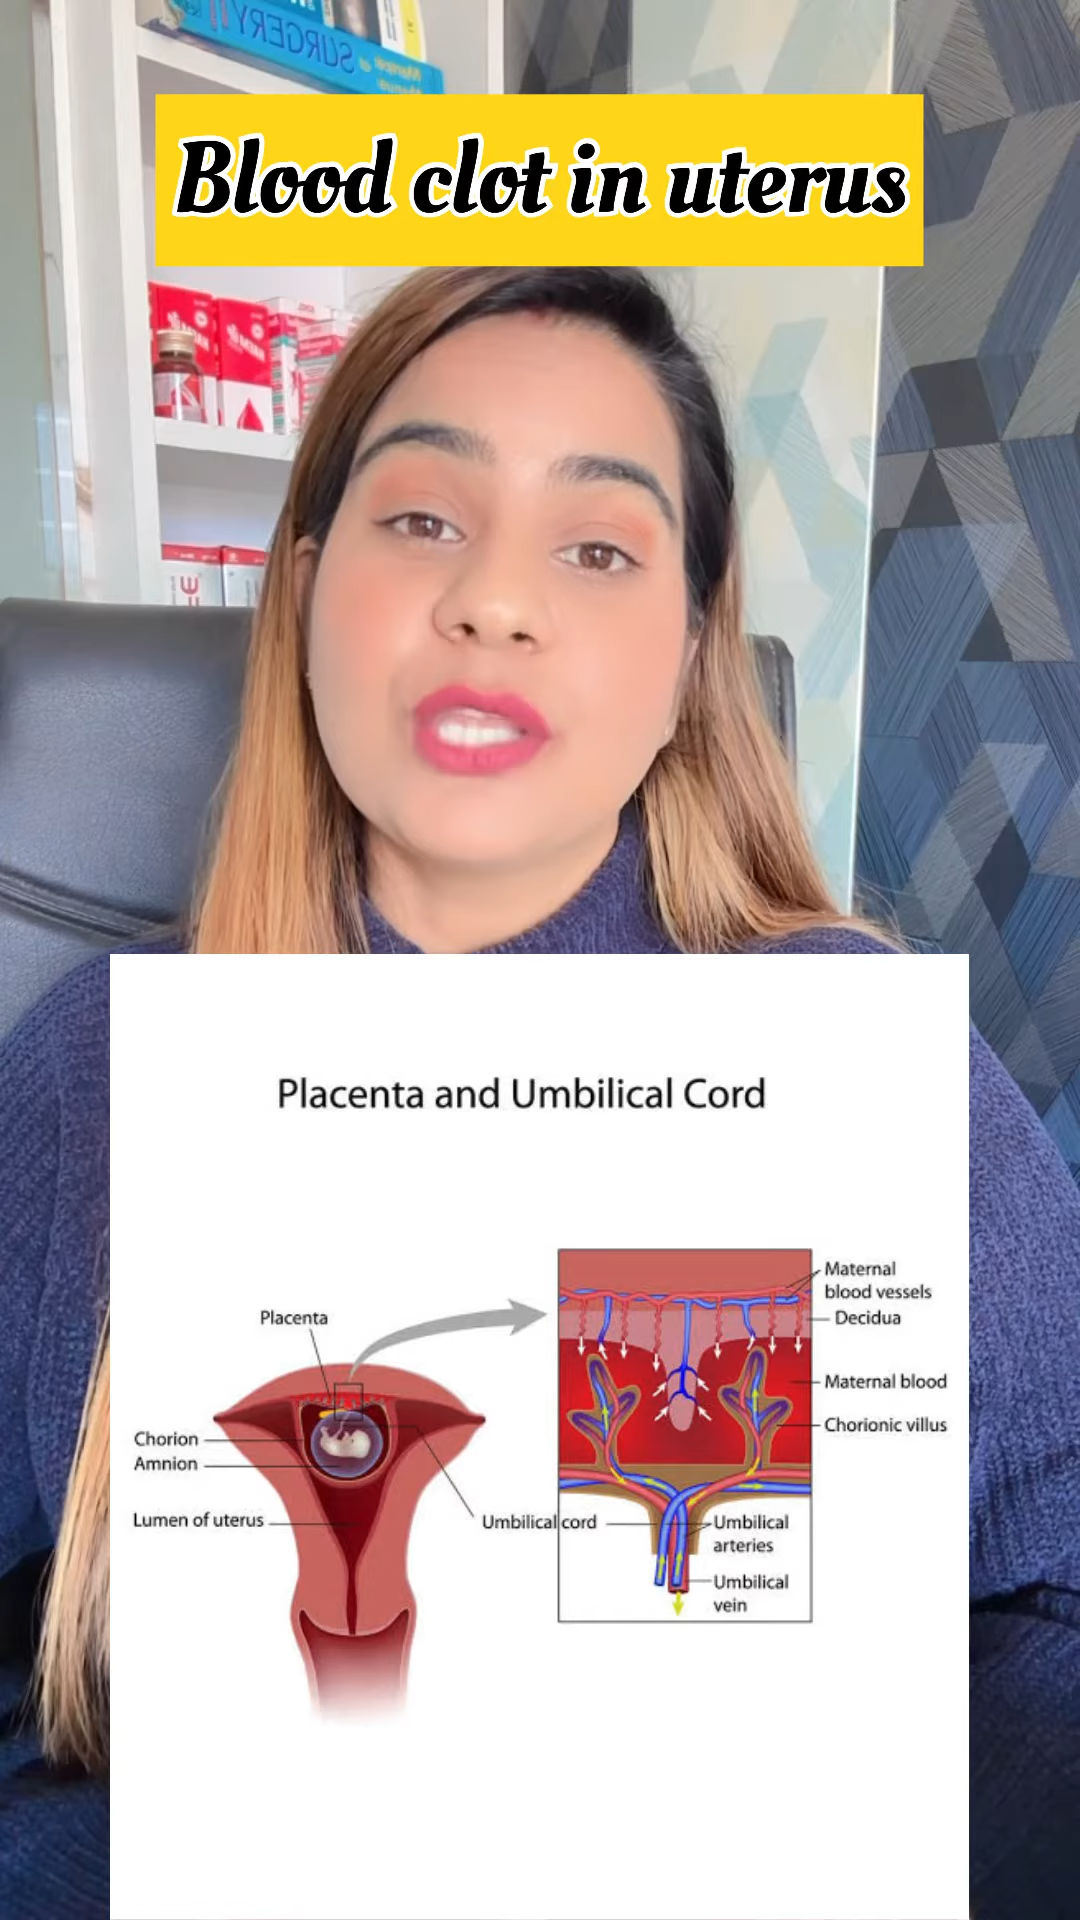 SURGERY
Blood clot in uterus
Placenta and Umbilical Cord
Maternal
blood vessels
Placenta
Decidua
Maternal blood
Chorion
Chorionic villus
Amnion
Lumen of uterus
Umbilical cord
Umbilical
arteries
Umbilical
vein